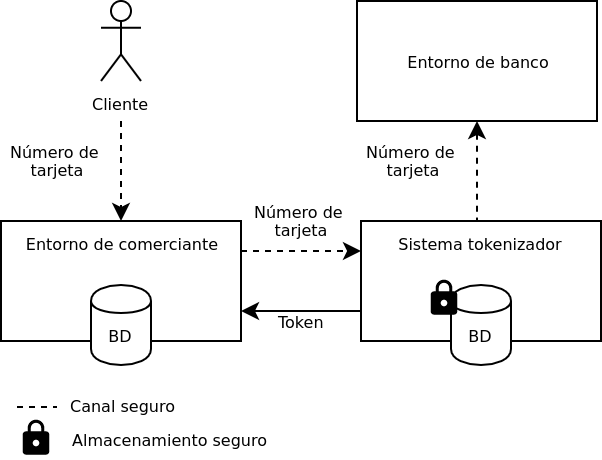 Cliente
Entorno de banco
Número de
tarjeta
Número de
tarjeta
Número de
tarjeta
Entorno de comerciante
Sistema tokenizador
Token
BD
BD
Canal seguro
Almacenamiento seguro